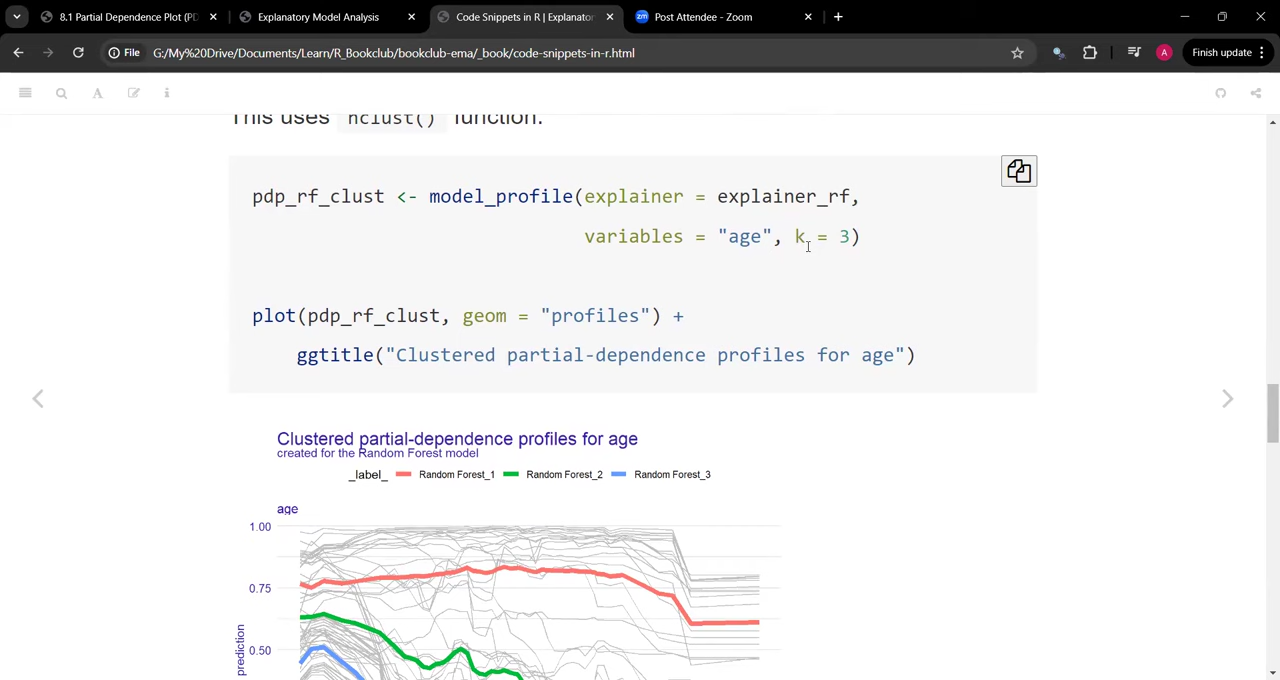 8.1 Partial Dependence Plot (PD
Explanatory Model Analysis
Code Snippets in R | Explanator
zm
Post Attendee - Zoom
File
G:/My%20Drive/Documents/Learn/R_Bookclub/bookclub-ema/_book/code-snippets-in-r.html
A
Finish update
A
i
This uses hclust() function.
pdp_rf_clust <- model_profile(explainer = explainer_rf,
variables = "age", k = 3)
plot(pdp_rf_clust, geom = "profiles") +
ggtitle("Clustered partial-dependence profiles for age")
Clustered partial-dependence profiles for age
created for the Random Forest model
_label_ Random Forest_1 Random Forest_2 Random Forest_3
age
1.00
0.75
0.50
prediction